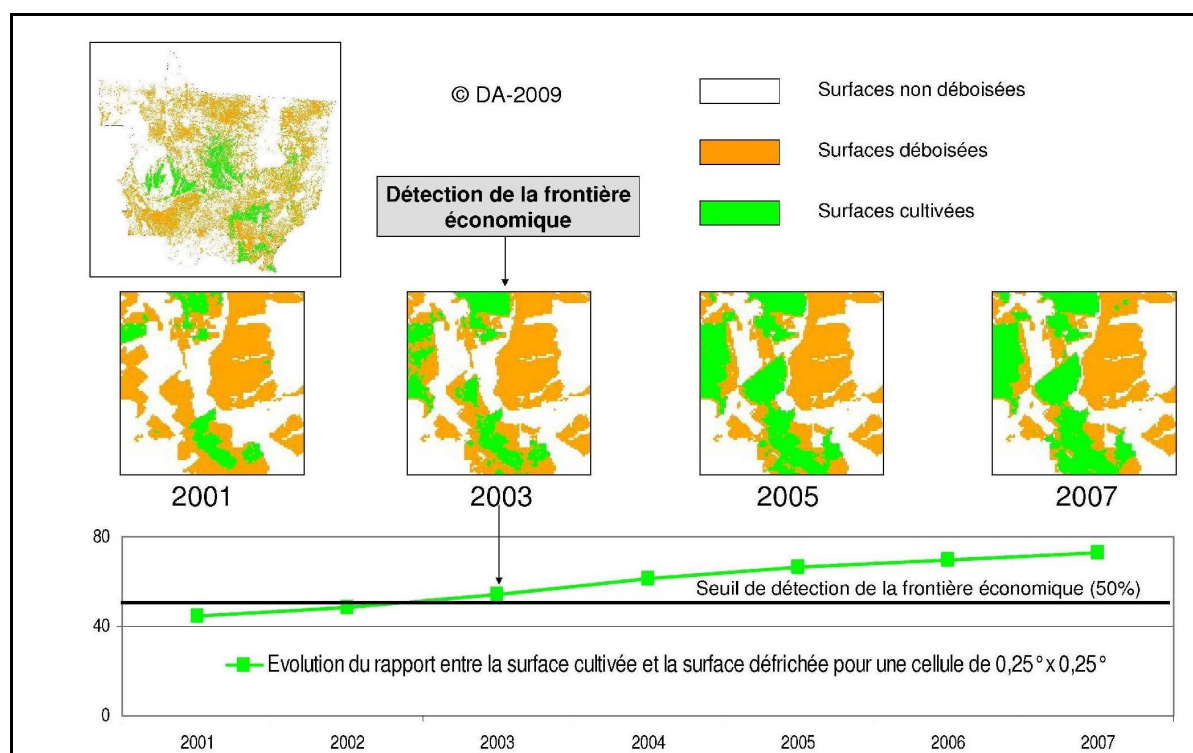 © DA-2009
Surfaces non déboisées
Surfaces déboisées
Surfaces cultivées
Détection de la frontière
économique
2001
2003
2005
2007
80
40
0
Seuil de détection de la frontière économique (50%)
Evolution du rapport entre la surface cultivée et la surface défrichée pour une cellule de 0,25° x 0,25°
2001
2002
2003
2004
2005
2006
2007